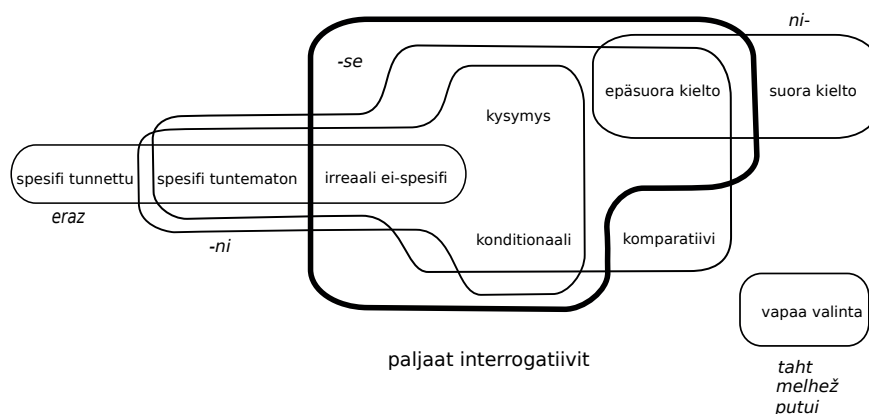 ni-
-se
epäsuora kielto
suora kielto
kysymys
spesifi tunnettu
spesifi tuntematon
irreaali ei-spesifi
eraz
-ni
konditionaali
komparatiivi
vapaa valinta
paljaat interrogatiivit
taht
melhež
putui